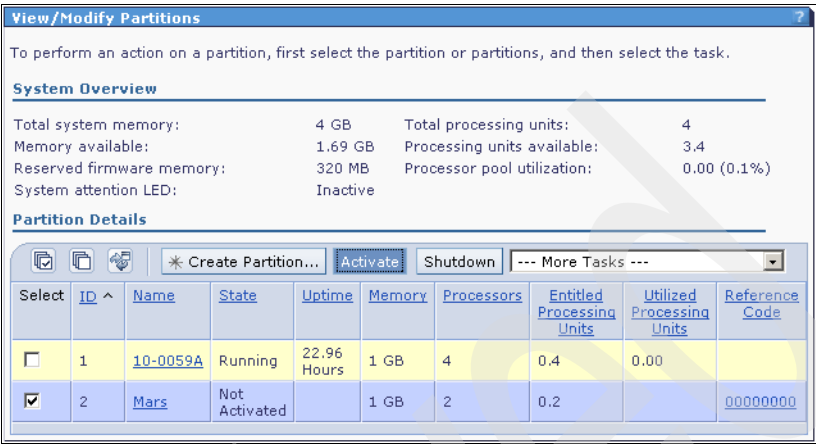 View/Modify Partitions ?
To perform an action on a partition, first select the partition or partitions, and then select the task.
System Overview
Total system memory: 4 GB Total processing units: 4
Memory available: 1.69 GB Processing units available: 3.4
Reserved firmware memory: 320 MB Processor pool utilization: 0.00 (0.1%)
System attention LED: Inactive
Partition Details
Create Partition... Activate Shutdown --- More Tasks ---
Select ID ^ Name State Uptime Memory Processors Entitled Processing Units Utilized Processing Units Reference Code
1 10-0059A Running 22.96 Hours 1 GB 4 0.4 0.00
2 Mars Not Activated 1 GB 2 0.2 00000000